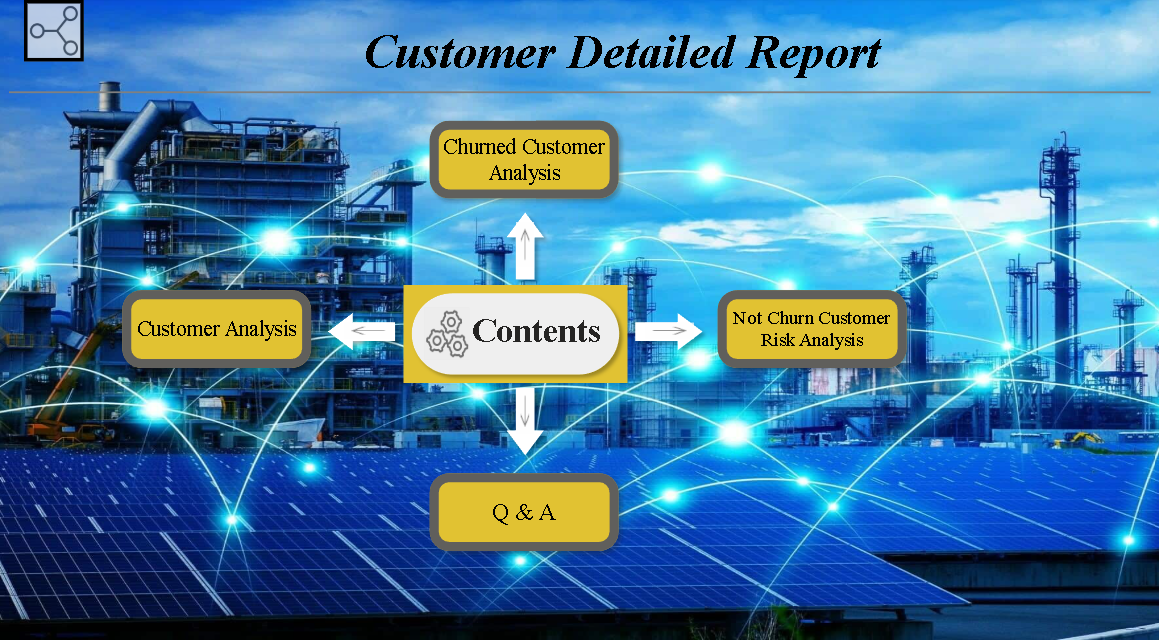 Customer Detailed Report
Churned Customer
Analysis
Customer Analysis
Contents
Not Churn Customer
Risk Analysis
Q & A